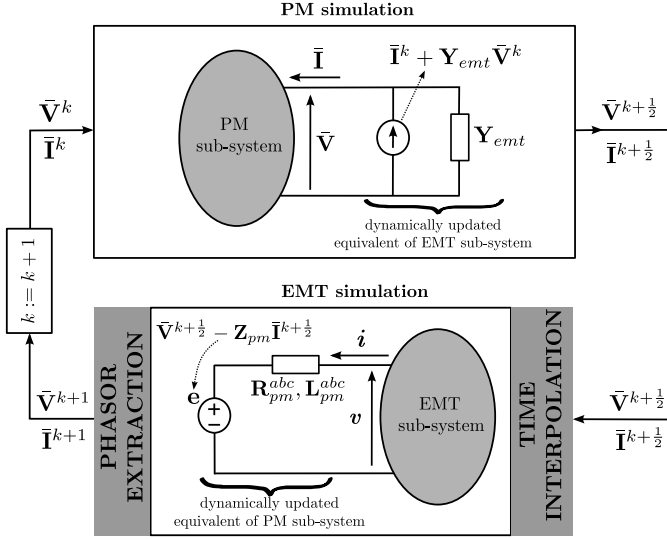 PM simulation
Ī
Ī^k + Y_emt V̄^k
PM
sub-system
V̄
Y_emt
dynamically updated
equivalent of EMT sub-system
V̄^k
Ī^k
V̄^{k+1/2}
Ī^{k+1/2}
k := k + 1
EMT simulation
V̄^{k+1/2} − Z_pm Ī^{k+1/2}
i
R_pm^abc, L_pm^abc
e
+
−
v
EMT
sub-system
dynamically updated
equivalent of PM sub-system
PHASOR
EXTRACTION
TIME
INTERPOLATION
V̄^{k+1}
Ī^{k+1}
V̄^{k+1/2}
Ī^{k+1/2}